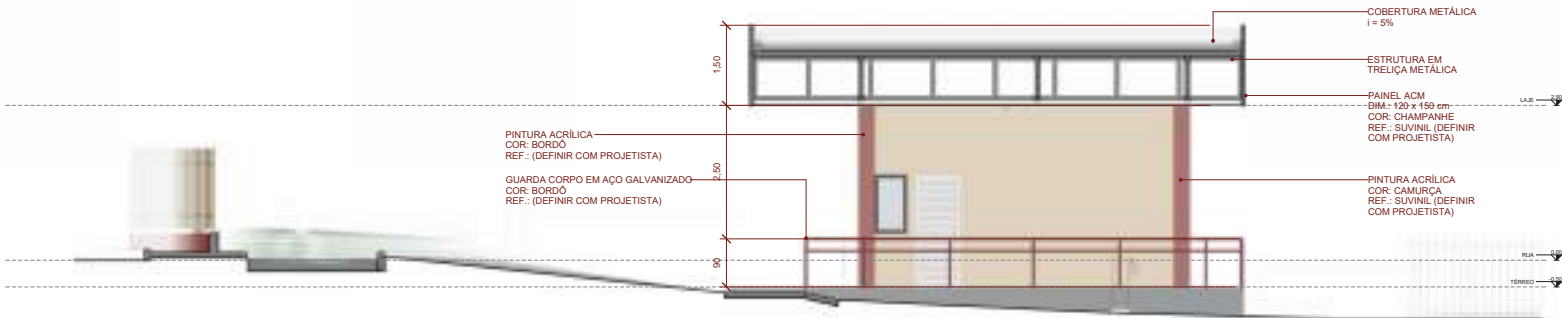 COBERTURA METÁLICA
i = 5%
1,50
ESTRUTURA EM
TRELIÇA METÁLICA
PAINEL ACM
DIM.: 120 x 150 cm
COR: CHAMPANHE
REF.: SUVINIL (DEFINIR
COM PROJETISTA)
LAJE
2,90
PINTURA ACRÍLICA
COR: BORDÔ
REF.: (DEFINIR COM PROJETISTA)
2,50
GUARDA CORPO EM AÇO GALVANIZADO
COR: BORDÔ
REF.: (DEFINIR COM PROJETISTA)
PINTURA ACRÍLICA
COR: CAMURÇA
REF.: SUVINIL (DEFINIR
COM PROJETISTA)
90
RUA
0,00
TÉRREO
-0,50